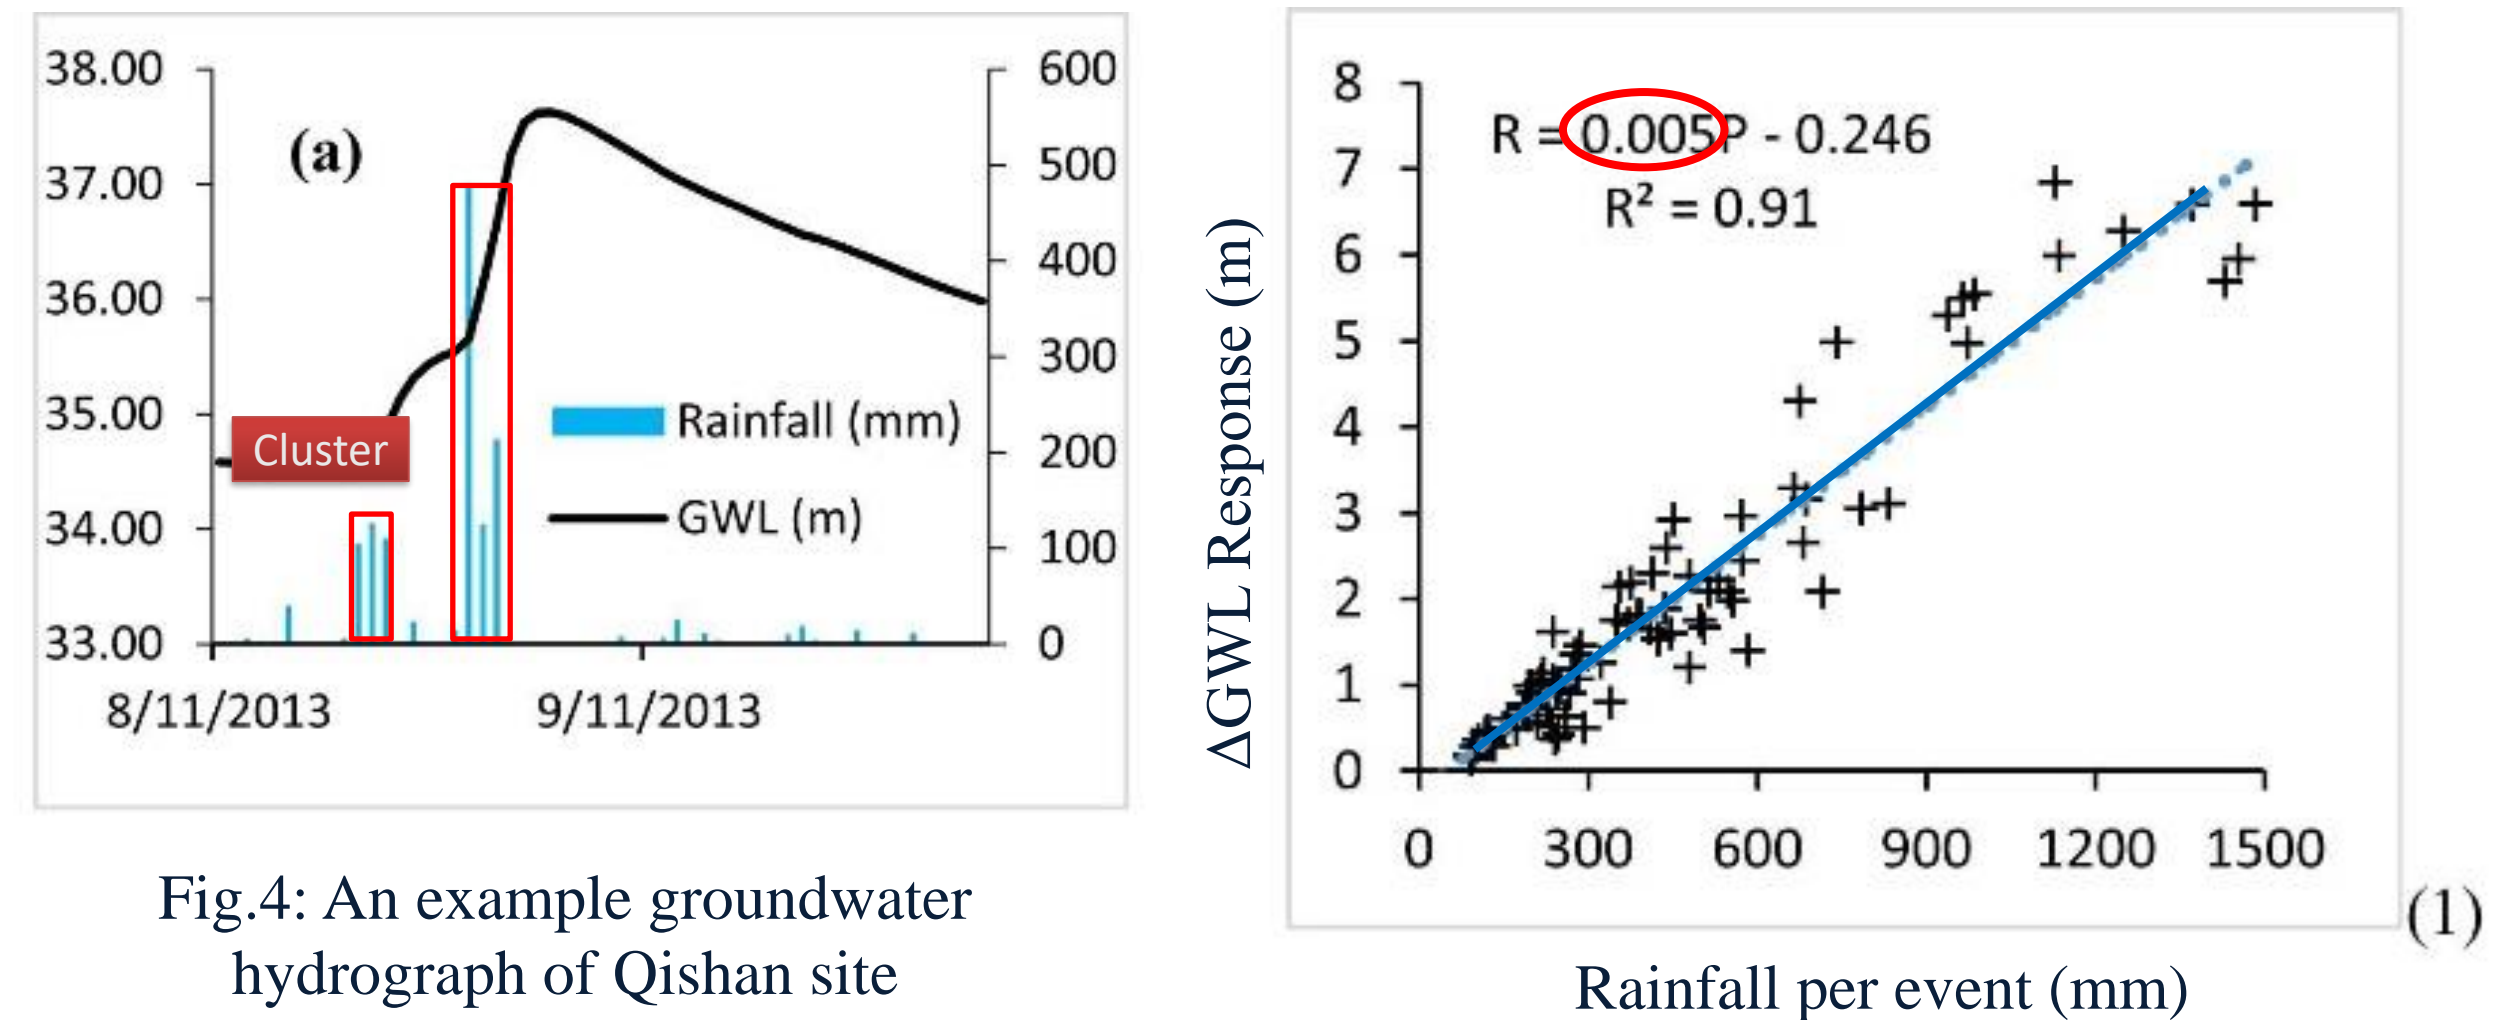 38.00
37.00
36.00
35.00
34.00
33.00
600
500
400
300
200
100
0
(a)
Cluster
Rainfall (mm)
GWL (m)
8/11/2013
9/11/2013
Fig.4: An example groundwater
hydrograph of Qishan site
ΔGWL Response (m)
8
7
6
5
4
3
2
1
0
R = 0.005P - 0.246
R² = 0.91
0 300 600 900 1200 1500
(1)
Rainfall per event (mm)